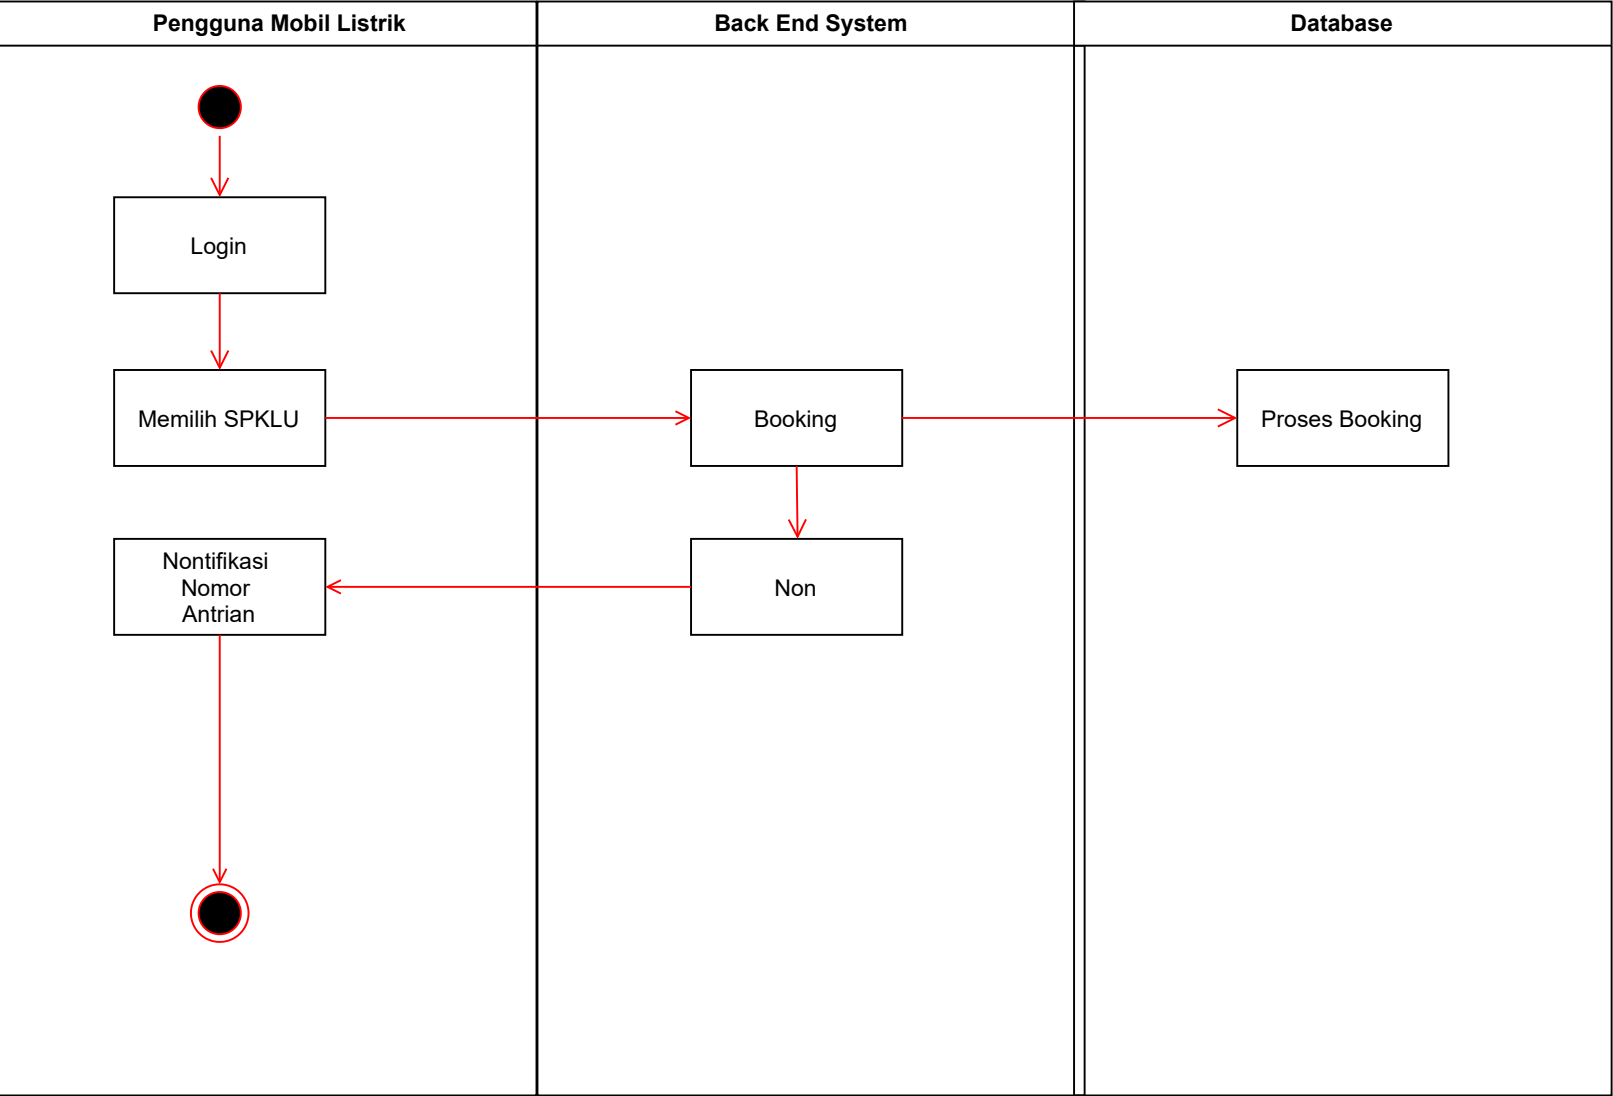 Pengguna Mobil Listrik
Back End System
Database
Login
Memilih SPKLU
Booking
Proses Booking
Nontifikasi
Nomor
Antrian
Non